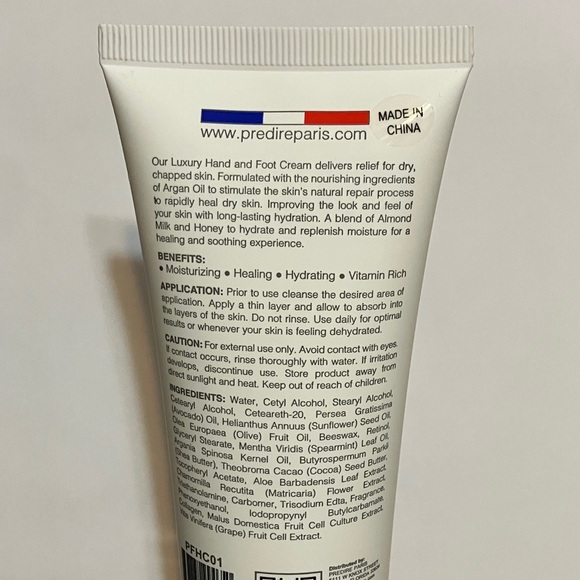 MADE IN
CHINA
www.predireparis.com
Our Luxury Hand and Foot Cream delivers relief for dry,
chapped skin. Formulated with the nourishing ingredients
of Argan Oil to stimulate the skin's natural repair process
to rapidly heal dry skin. Improving the look and feel of
your skin with long-lasting hydration. A blend of Almond
Milk and Honey to hydrate and replenish moisture for a
healing and soothing experience.
BENEFITS:
• Moisturizing • Healing • Hydrating • Vitamin Rich
APPLICATION: Prior to use cleanse the desired area of
application. Apply a thin layer and allow to absorb into
the layers of the skin. Do not rinse. Use daily for optimal
results or whenever your skin is feeling dehydrated.
CAUTION: For external use only. Avoid contact with eyes.
If contact occurs, rinse thoroughly with water. If irritation
develops, discontinue use. Store product away from
direct sunlight and heat. Keep out of reach of children.
INGREDIENTS: Water, Cetyl Alcohol, Stearyl Alcohol,
Cetearyl Alcohol, Ceteareth-20, Persea Gratissima
(Avocado) Oil, Helianthus Annuus (Sunflower) Seed Oil,
Olea Europaea (Olive) Fruit Oil, Beeswax, Retinol,
Glyceryl Stearate, Mentha Viridis (Spearmint) Leaf Oil,
Argania Spinosa Kernel Oil, Butyrospermum Parkii
(Shea Butter), Theobroma Cacao (Cocoa) Seed Butter,
Tocopheryl Acetate, Aloe Barbadensis Leaf Extract,
Chamomilla Recutita (Matricaria) Flower Extract,
Triethanolamine, Carbomer, Trisodium Edta, Fragrance,
Phenoxyethanol, Iodopropynyl Butylcarbamate,
Collagen, Malus Domestica Fruit Cell Culture Extract,
Vitis Vinifera (Grape) Fruit Cell Extract.
PFHC01
Distributed by:
PREDIRE PARIS
W KNOX STREET